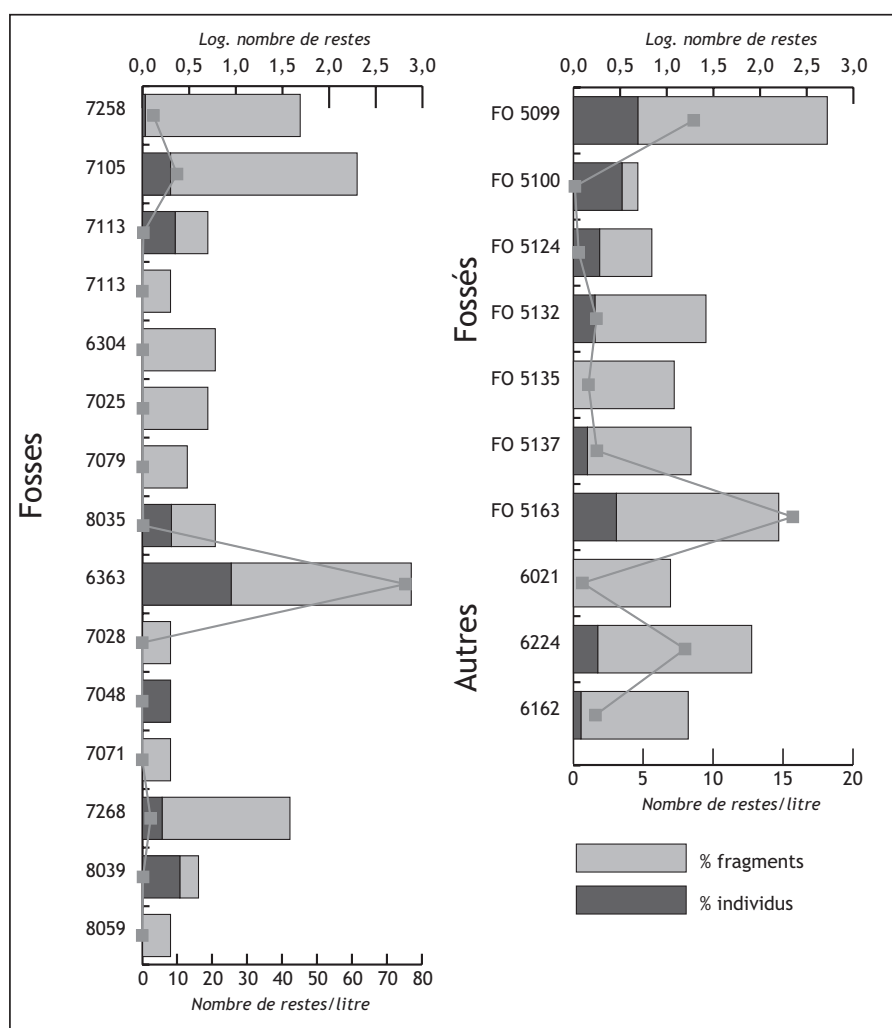 Log. nombre de restes
0,0 0,5 1,0 1,5 2,0 2,5 3,0
7258
7105
7113
7113
6304
7025
7079
8035
6363
7028
7048
7071
7268
8039
8059
Fosses
0 10 20 30 40 50 60 70 80
Nombre de restes/litre
Log. nombre de restes
0,0 0,5 1,0 1,5 2,0 2,5 3,0
FO 5099
FO 5100
FO 5124
FO 5132
FO 5135
FO 5137
FO 5163
6021
6224
6162
Fossés
Autres
0 5 10 15 20
Nombre de restes/litre
% fragments
% individus